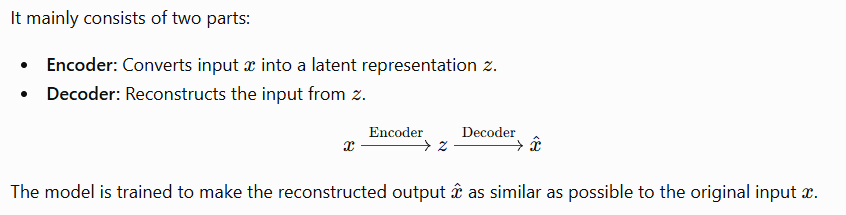 It mainly consists of two parts:
• Encoder: Converts input x into a latent representation z.
• Decoder: Reconstructs the input from z.
x —Encoder→ z —Decoder→ x̂
The model is trained to make the reconstructed output x̂ as similar as possible to the original input x.